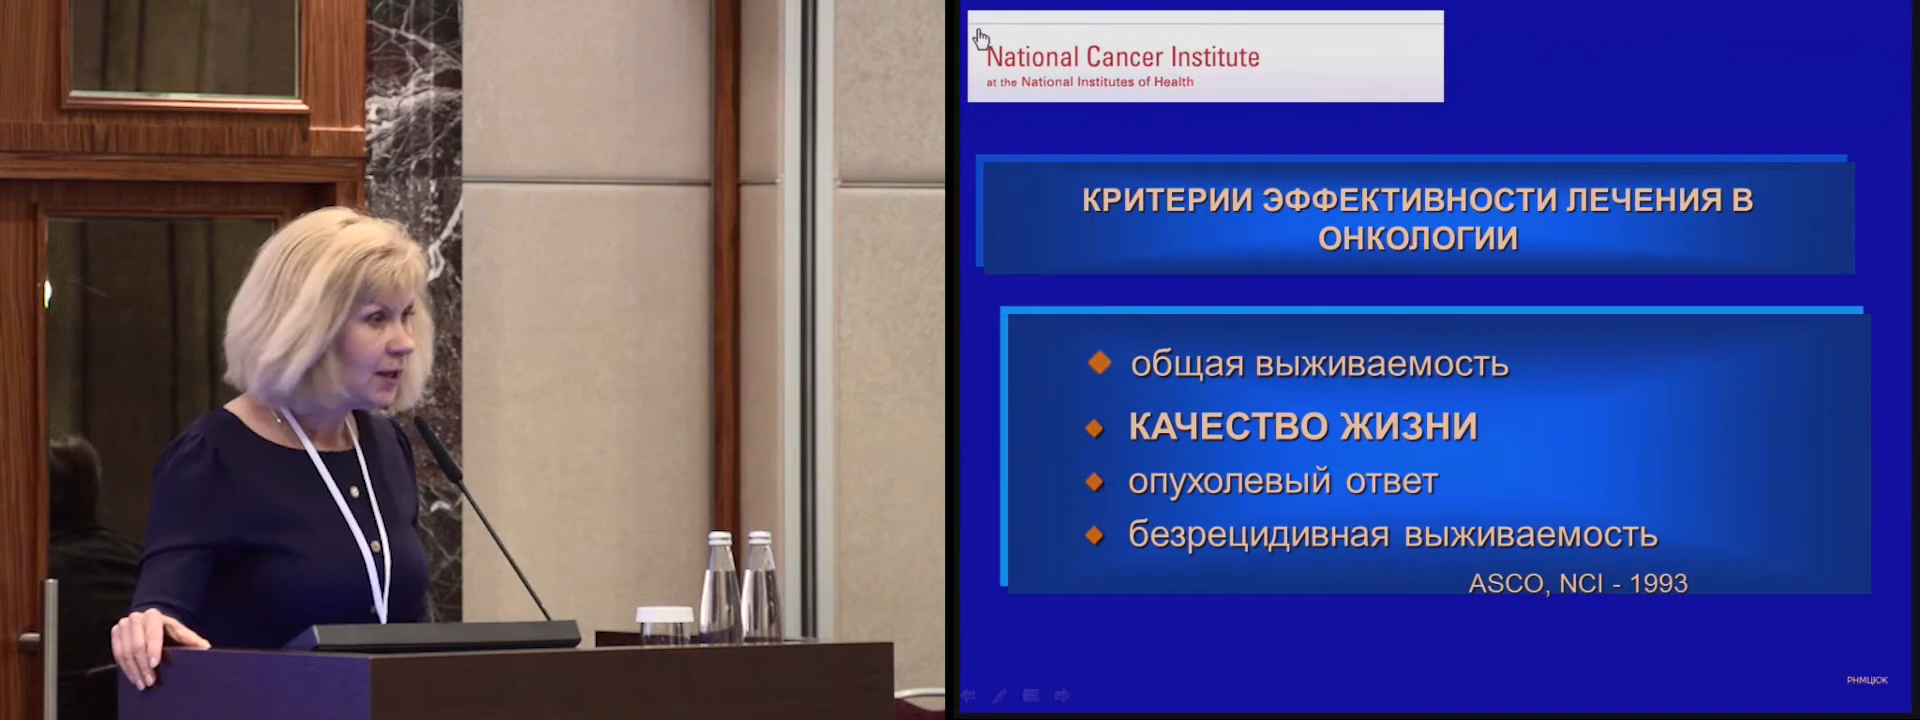 National Cancer Institute
at the National Institutes of Health
КРИТЕРИИ ЭФФЕКТИВНОСТИ ЛЕЧЕНИЯ В
ОНКОЛОГИИ
общая выживаемость
КАЧЕСТВО ЖИЗНИ
опухолевый ответ
безрецидивная выживаемость
ASCO, NCI - 1993
РНМЦЮК